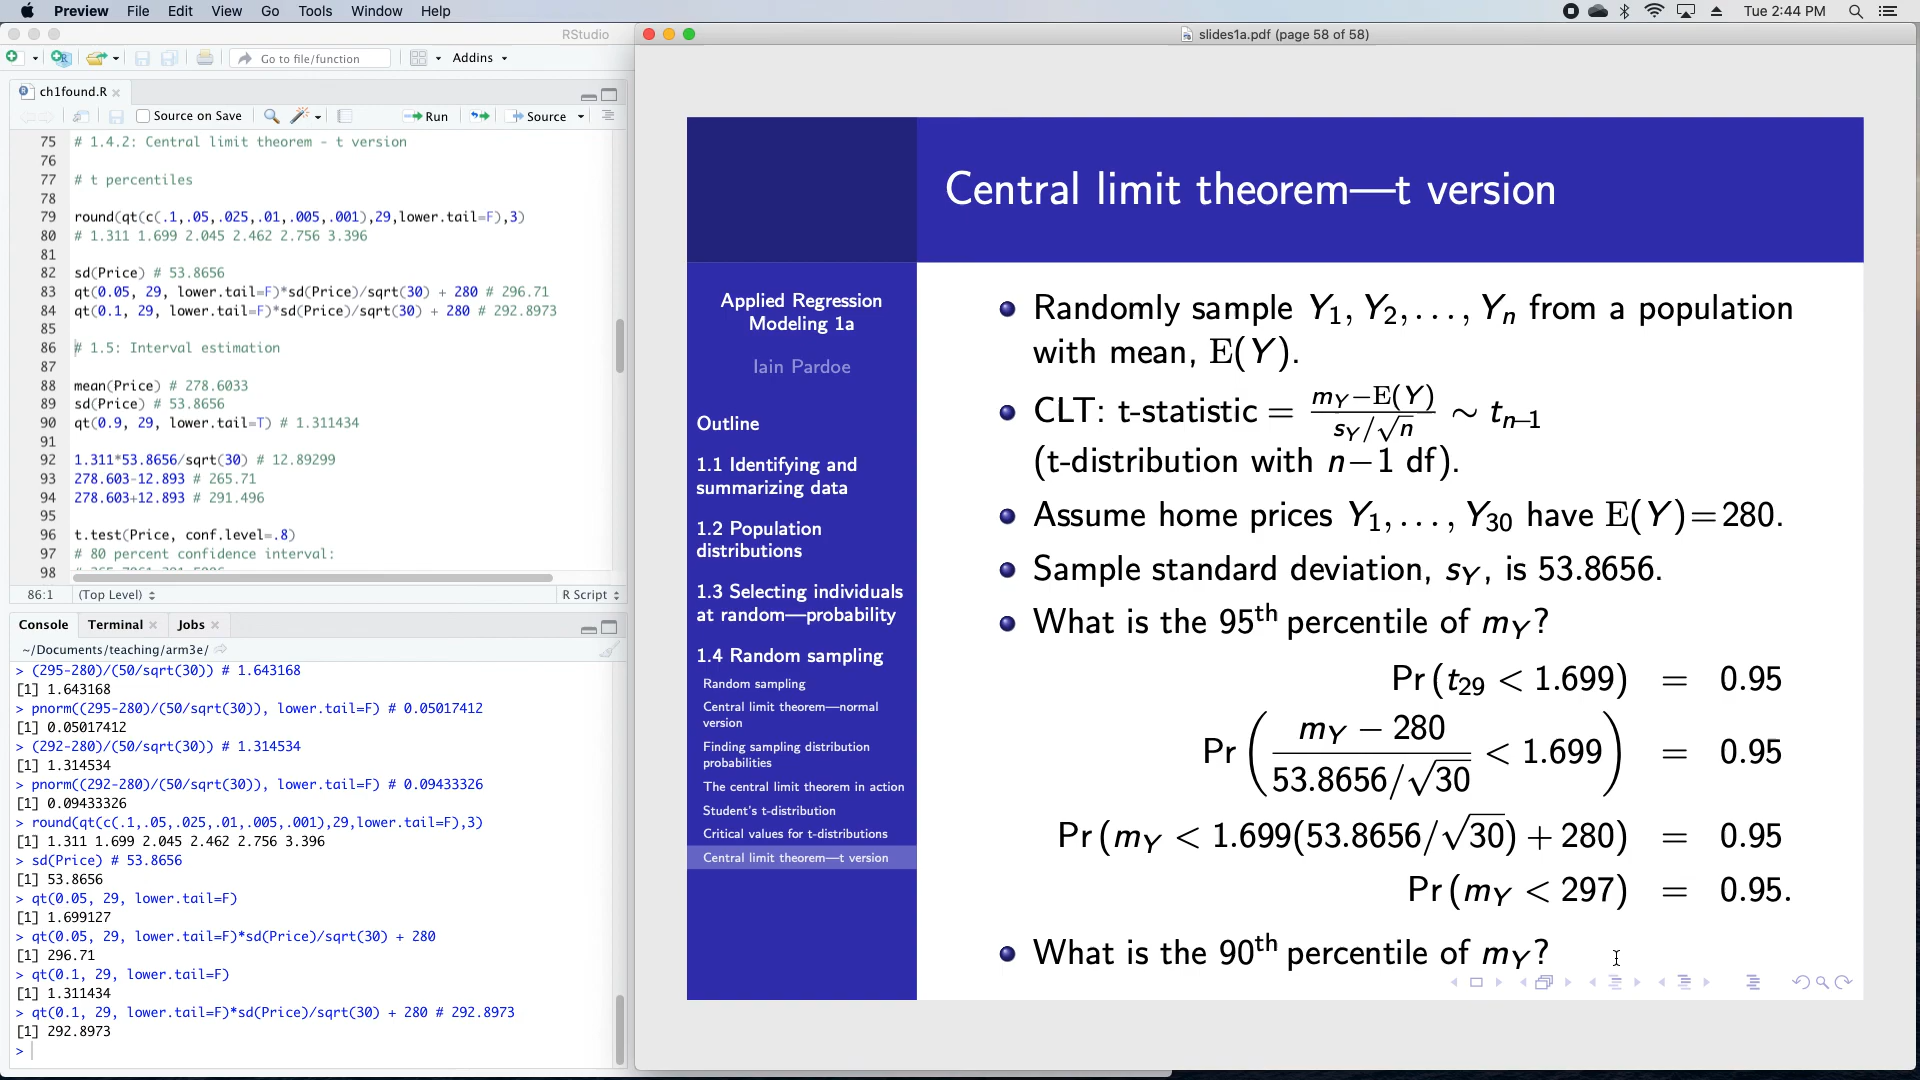 Preview File Edit View Go Tools Window Help Tue 2:44 PM
RStudio
Go to file/function Addins
ch1found.R
Source on Save Run Source
75 # 1.4.2: Central limit theorem - t version
76
77 # t percentiles
78
79 round(qt(c(.1,.05,.025,.01,.005,.001),29,lower.tail=F),3)
80 # 1.311 1.699 2.045 2.462 2.756 3.396
81
82 sd(Price) # 53.8656
83 qt(0.05, 29, lower.tail=F)*sd(Price)/sqrt(30) + 280 # 296.71
84 qt(0.1, 29, lower.tail=F)*sd(Price)/sqrt(30) + 280 # 292.8973
85
86 # 1.5: Interval estimation
87
88 mean(Price) # 278.6033
89 sd(Price) # 53.8656
90 qt(0.9, 29, lower.tail=T) # 1.311434
91
92 1.311*53.8656/sqrt(30) # 12.89299
93 278.603-12.893 # 265.71
94 278.603+12.893 # 291.496
95
96 t.test(Price, conf.level=.8)
97 # 80 percent confidence interval:
98
86:1 (Top Level) R Script
Console Terminal Jobs
~/Documents/teaching/arm3e/
> (295-280)/(50/sqrt(30)) # 1.643168
[1] 1.643168
> pnorm((295-280)/(50/sqrt(30)), lower.tail=F) # 0.05017412
[1] 0.05017412
> (292-280)/(50/sqrt(30)) # 1.314534
[1] 1.314534
> pnorm((292-280)/(50/sqrt(30)), lower.tail=F) # 0.09433326
[1] 0.09433326
> round(qt(c(.1,.05,.025,.01,.005,.001),29,lower.tail=F),3)
[1] 1.311 1.699 2.045 2.462 2.756 3.396
> sd(Price) # 53.8656
[1] 53.8656
> qt(0.05, 29, lower.tail=F)
[1] 1.699127
> qt(0.05, 29, lower.tail=F)*sd(Price)/sqrt(30) + 280
[1] 296.71
> qt(0.1, 29, lower.tail=F)
[1] 1.311434
> qt(0.1, 29, lower.tail=F)*sd(Price)/sqrt(30) + 280 # 292.8973
[1] 292.8973
>
slides1a.pdf (page 58 of 58)
Central limit theorem—t version
Applied Regression
Modeling 1a
Iain Pardoe
Outline
1.1 Identifying and
summarizing data
1.2 Population
distributions
1.3 Selecting individuals
at random—probability
1.4 Random sampling
Random sampling
Central limit theorem—normal
version
Finding sampling distribution
probabilities
The central limit theorem in action
Student's t-distribution
Critical values for t-distributions
Central limit theorem—t version
Randomly sample Y₁, Y₂, . . . , Yₙ from a population
with mean, E(Y).
CLT: t-statistic = (m_Y−E(Y))/(s_Y/√n) ∼ tₙ₋₁
(t-distribution with n−1 df).
Assume home prices Y₁, . . . , Y₃₀ have E(Y)=280.
Sample standard deviation, s_Y, is 53.8656.
What is the 95th percentile of m_Y?
Pr (t₂₉ < 1.699) = 0.95
Pr ((m_Y − 280)/(53.8656/√30) < 1.699) = 0.95
Pr (m_Y < 1.699(53.8656/√30) + 280) = 0.95
Pr (m_Y < 297) = 0.95.
What is the 90th percentile of m_Y?